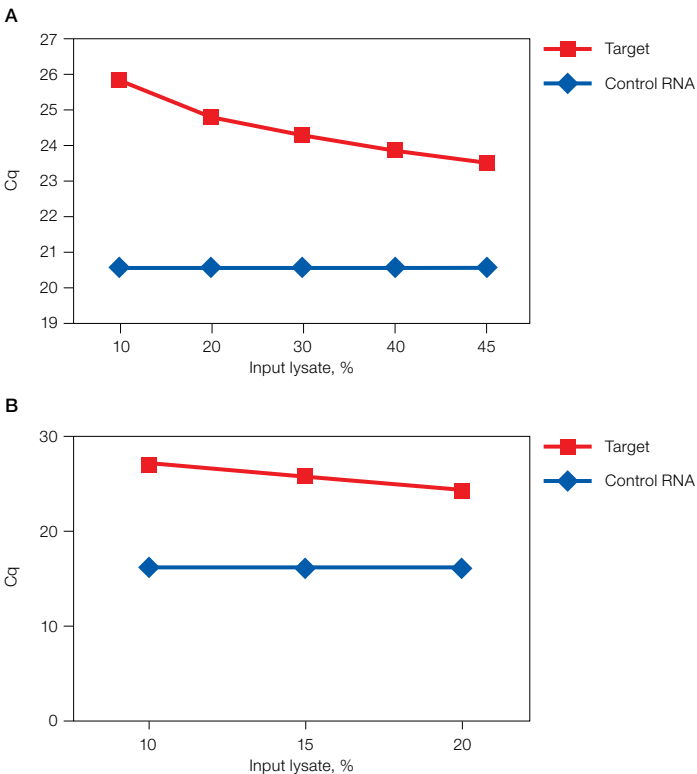 A
27
26
25
24
23
22
21
20
19
Cq
10 20 30 40 45
Input lysate, %
Target
Control RNA
B
30
20
10
0
Cq
10 15 20
Input lysate, %
Target
Control RNA